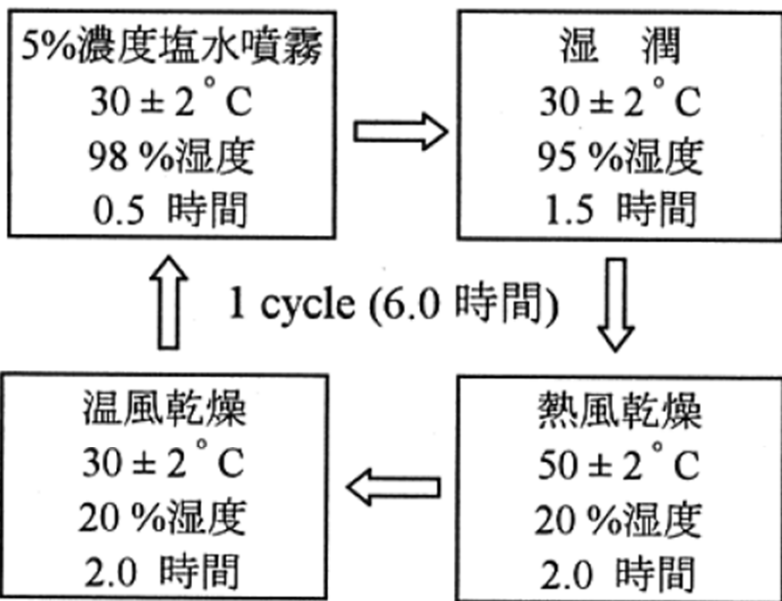 5%濃度塩水噴霧
30 ± 2°C
98 %湿度
0.5 時間
湿 潤
30 ± 2°C
95 %湿度
1.5 時間
1 cycle (6.0 時間)
温風乾燥
30 ± 2°C
20 %湿度
2.0 時間
熱風乾燥
50 ± 2°C
20 %湿度
2.0 時間